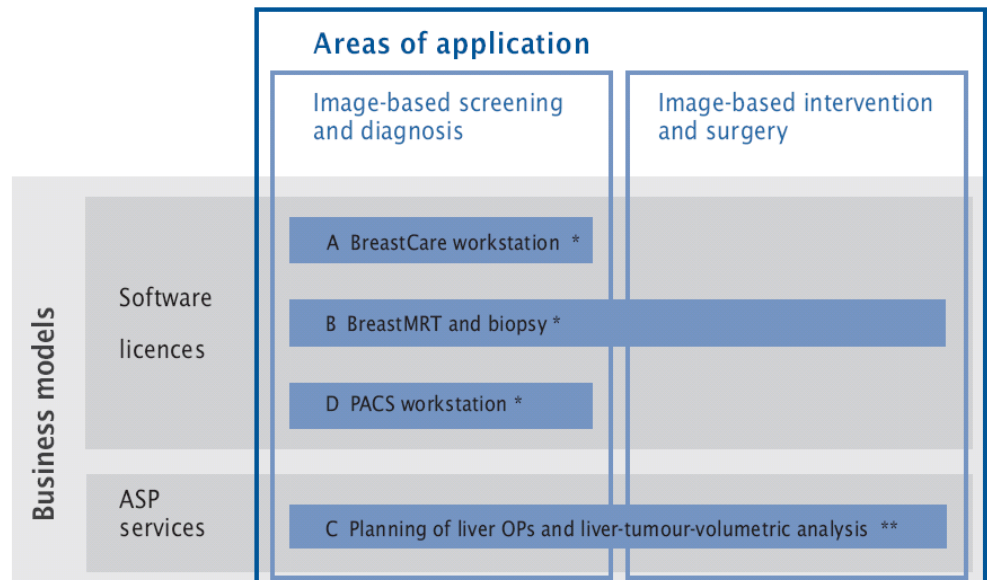 Areas of application
Image-based screening
and diagnosis
Image-based intervention
and surgery
Business models
Software
licences
A BreastCare workstation *
B BreastMRT and biopsy *
D PACS workstation *
ASP
services
C Planning of liver OPs and liver-tumour-volumetric analysis **